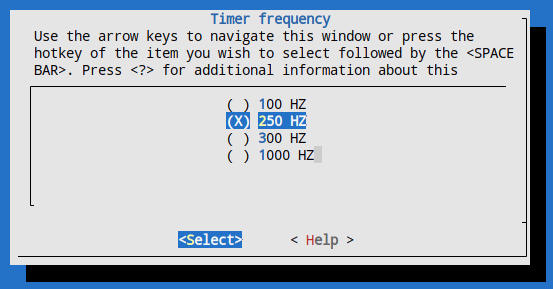 Timer frequency
Use the arrow keys to navigate this window or press the
hotkey of the item you wish to select followed by the <SPACE
BAR>. Press <?> for additional information about this
( ) 100 HZ
(X) 250 HZ
( ) 300 HZ
( ) 1000 HZ
<Select> < Help >